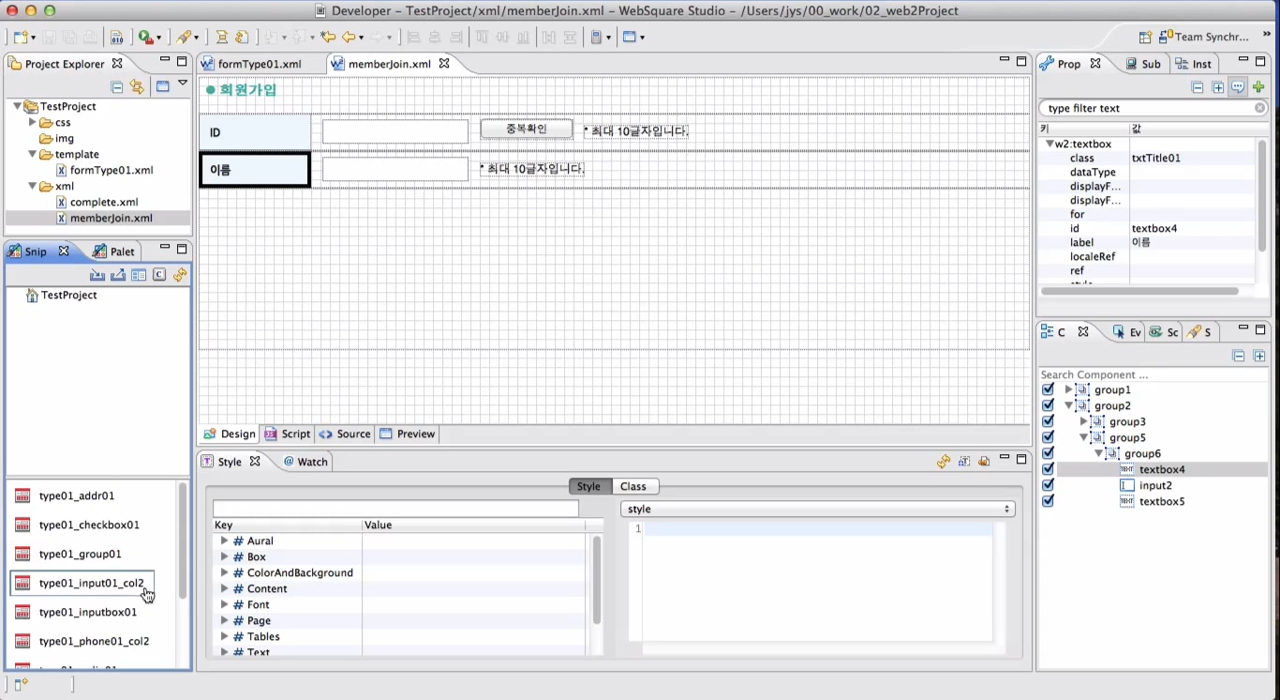 Developer – TestProject/xml/memberJoin.xml – WebSquare Studio – /Users/jys/00_work/02_web2Project
Team Synchr...
Project Explorer
TestProject
css
img
template
formType01.xml
xml
complete.xml
memberJoin.xml
Snip
Palet
TestProject
type01_addr01
type01_checkbox01
type01_group01
type01_input01_col2
type01_inputbox01
type01_phone01_col2
formType01.xml
memberJoin.xml
회원가입
ID
중복확인
* 최대 10글자입니다.
이름
* 최대 10글자입니다.
Design
Script
Source
Preview
Style
Watch
Style
Class
style
Key
Value
1
Aural
Box
ColorAndBackground
Content
Font
Page
Tables
Text
Prop
Sub
Inst
type filter text
키
값
w2:textbox
class
txtTitle01
dataType
displayF...
displayF...
for
id
textbox4
label
이름
localeRef
ref
C
Ev
Sc
S
Search Component ...
group1
group2
group3
group5
group6
textbox4
input2
textbox5